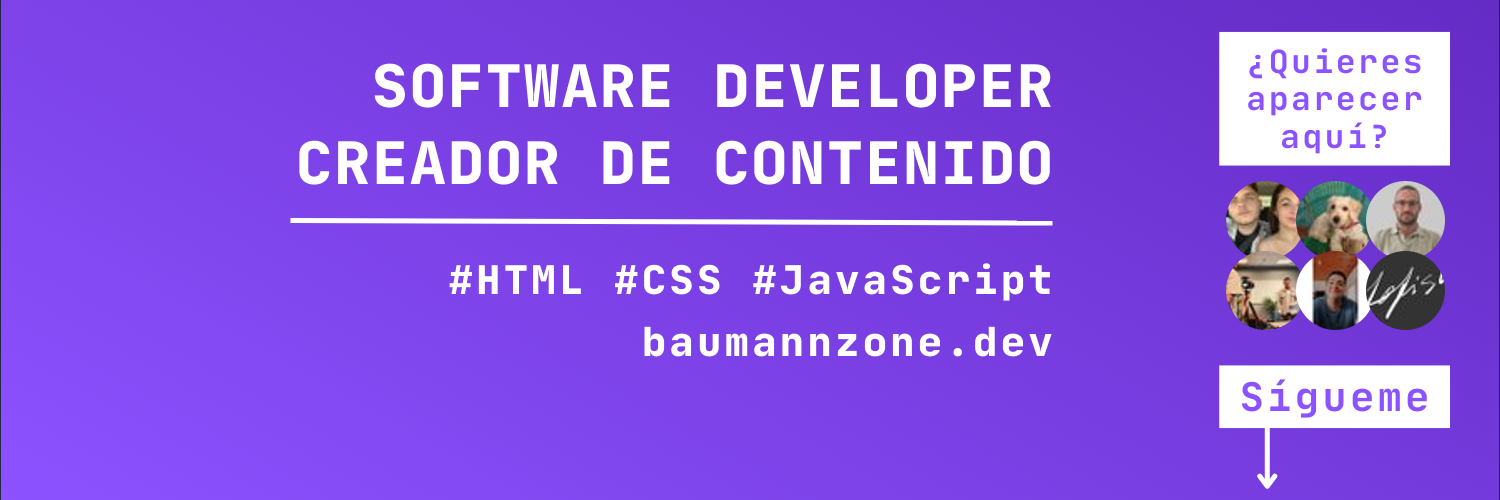 SOFTWARE DEVELOPER
CREADOR DE CONTENIDO
#HTML #CSS #JavaScript
baumannzone.dev
¿Quieres
aparecer
aquí?
Sígueme